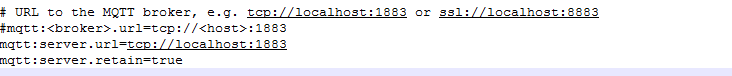 # URL to the MQTT broker, e.g. tcp://localhost:1883 or ssl://localhost:8883
#mqtt:<broker>.url=tcp://<host>:1883
mqtt:server.url=tcp://localhost:1883
mqtt:server.retain=true